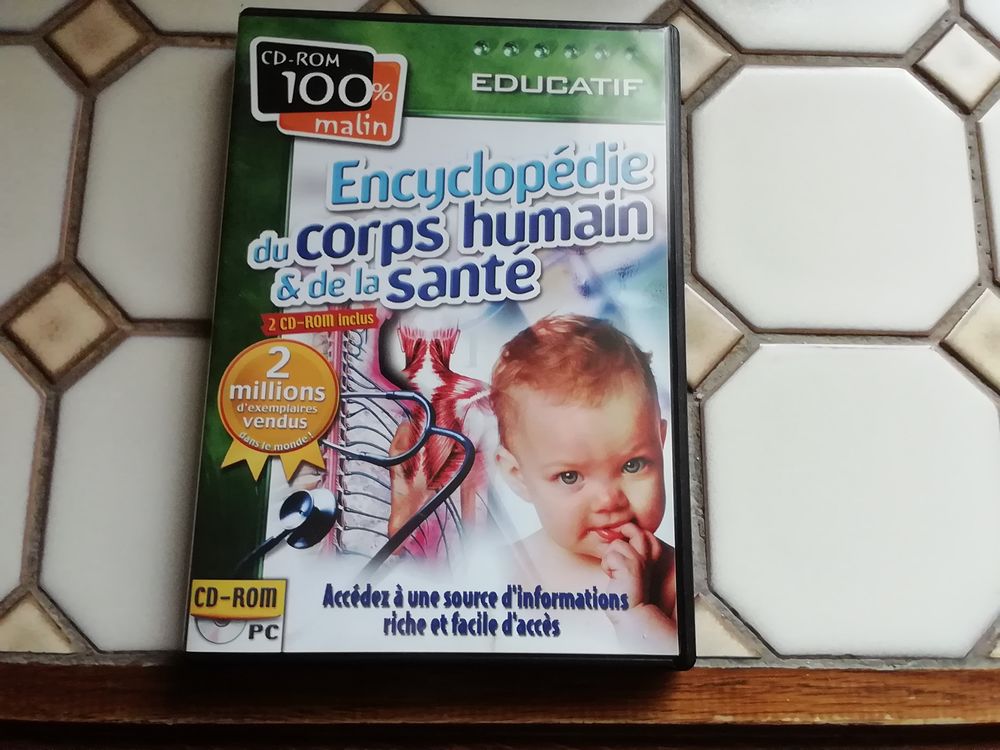 CD-ROM
100%
malin
EDUCATIF
Encyclopédie
du corps humain
& de la santé
2 CD-ROM inclus
2
millions
d'exemplaires
vendus
dans le monde !
CD-ROM
PC
Accédez à une source d'informations
riche et facile d'accès